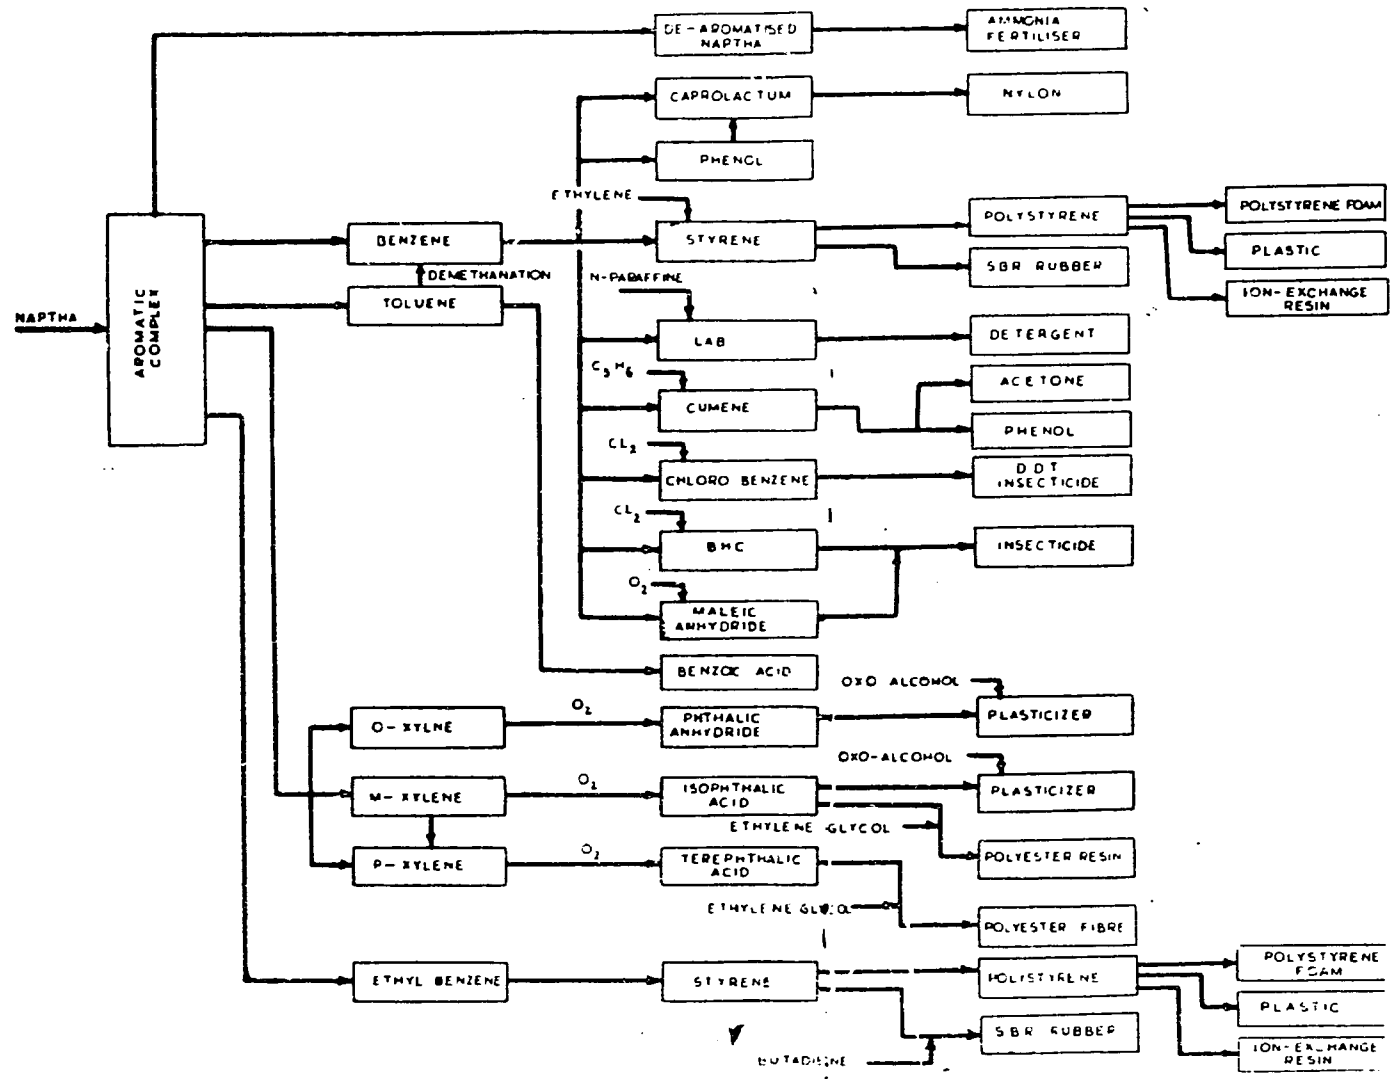 DE-AROMATISED
NAPTHA
AMMONIA
FERTILISER
CAPROLACTUM
NYLON
PHENOL
ETHYLENE
POLYSTYRENE
POLYSTYRENE FOAM
BENZENE
STYRENE
PLASTIC
SBR RUBBER
DEMETHANATION
N-PARAFFINE
ION-EXCHANGE
RESIN
TOLUENE
NAPTHA
AROMATIC
COMPLEX
LAB
DETERGENT
C3H6
ACETONE
CUMENE
PHENOL
CL2
CHLORO BENZENE
DDT
INSECTICIDE
CL2
BHC
INSECTICIDE
O2
MALEIC
ANHYDRIDE
BENZOC ACID
OXO ALCOHOL
O2
O-XYLNE
PHTHALIC
ANHYDRIDE
PLASTICIZER
OXO-ALCOHOL
O2
M-XYLENE
ISOPHTHALIC
ACID
PLASTICIZER
ETHYLENE GLYCOL
O2
P-XYLENE
TEREPHTHALIC
ACID
POLYESTER RESIN
ETHYLENE GLYCOL
POLYESTER FIBRE
ETHYL BENZENE
STYRENE
POLISTYRENE
POLYSTYRENE
FOAM
PLASTIC
SBR RUBBER
BUTADIENE
ION-EXCHANGE
RESIN